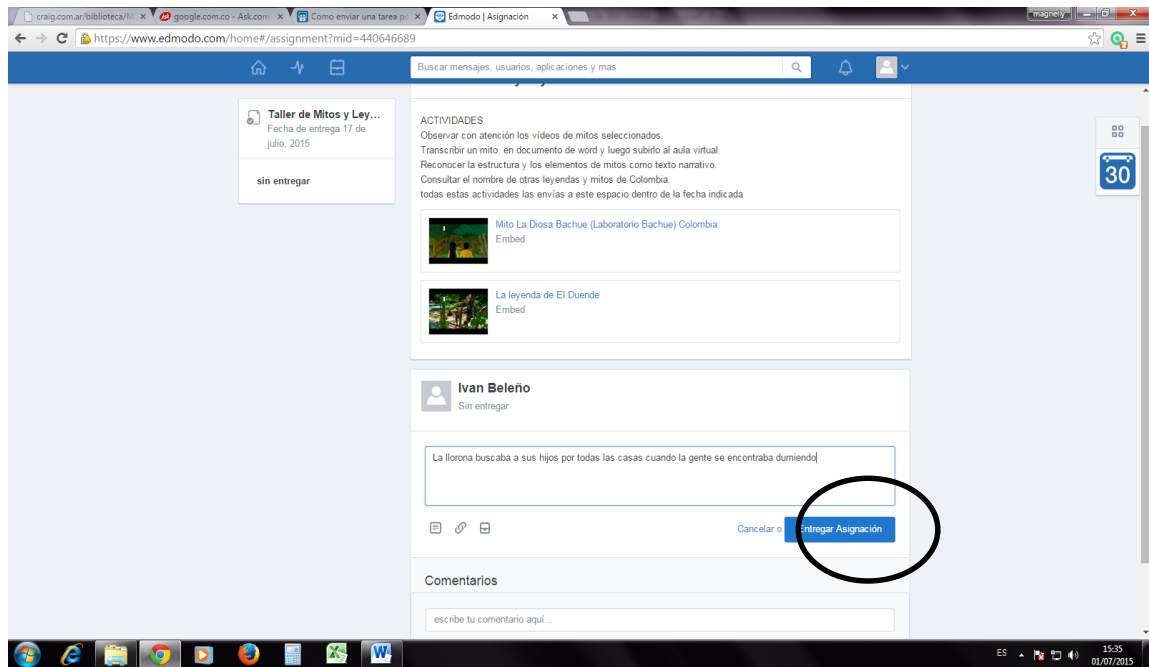 craig.com.ar/biblioteca/M
google.com.co - Ask.com
Como enviar una tarea po
Edmodo | Asignación
magnelly
https://www.edmodo.com/home#/assignment?mid=440646689
Buscar mensajes, usuarios, aplicaciones y mas
Taller de Mitos y Ley...
Fecha de entrega 17 de
julio, 2015
sin entregar
ACTIVIDADES
Observar con atención los vídeos de mitos seleccionados.
Transcribir un mito. en documento de word y luego subirlo al aula virtual.
Reconocer la estructura y los elementos de mitos como texto narrativo.
Consultar el nombre de otras leyendas y mitos de Colombia.
todas estas actividades las envías a este espacio dentro de la fecha indicada
Mito La Diosa Bachue (Laboratorio Bachue) Colombia
Embed
La leyenda de El Duende
Embed
30
Ivan Beleño
Sin entregar
La llorona buscaba a sus hijos por todas las casas cuando la gente se encontraba dumiendo
Cancelar o Entregar Asignación
Comentarios
escribe tu comentario aquí...
ES
15:35
01/07/2015